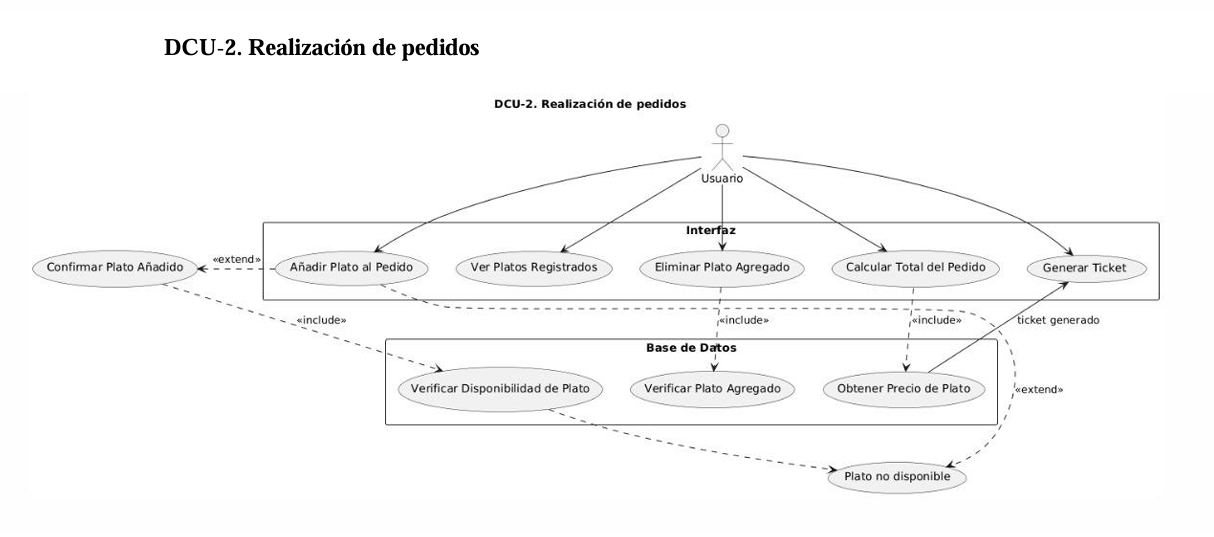 DCU-2. Realización de pedidos
DCU-2. Realización de pedidos
Usuario
Interfaz
Confirmar Plato Añadido
«extend»
Añadir Plato al Pedido
Ver Platos Registrados
Eliminar Plato Agregado
Calcular Total del Pedido
Generar Ticket
«include»
«include»
«include»
ticket generado
Base de Datos
Verificar Disponibilidad de Plato
Verificar Plato Agregado
Obtener Precio de Plato
«extend»
Plato no disponible